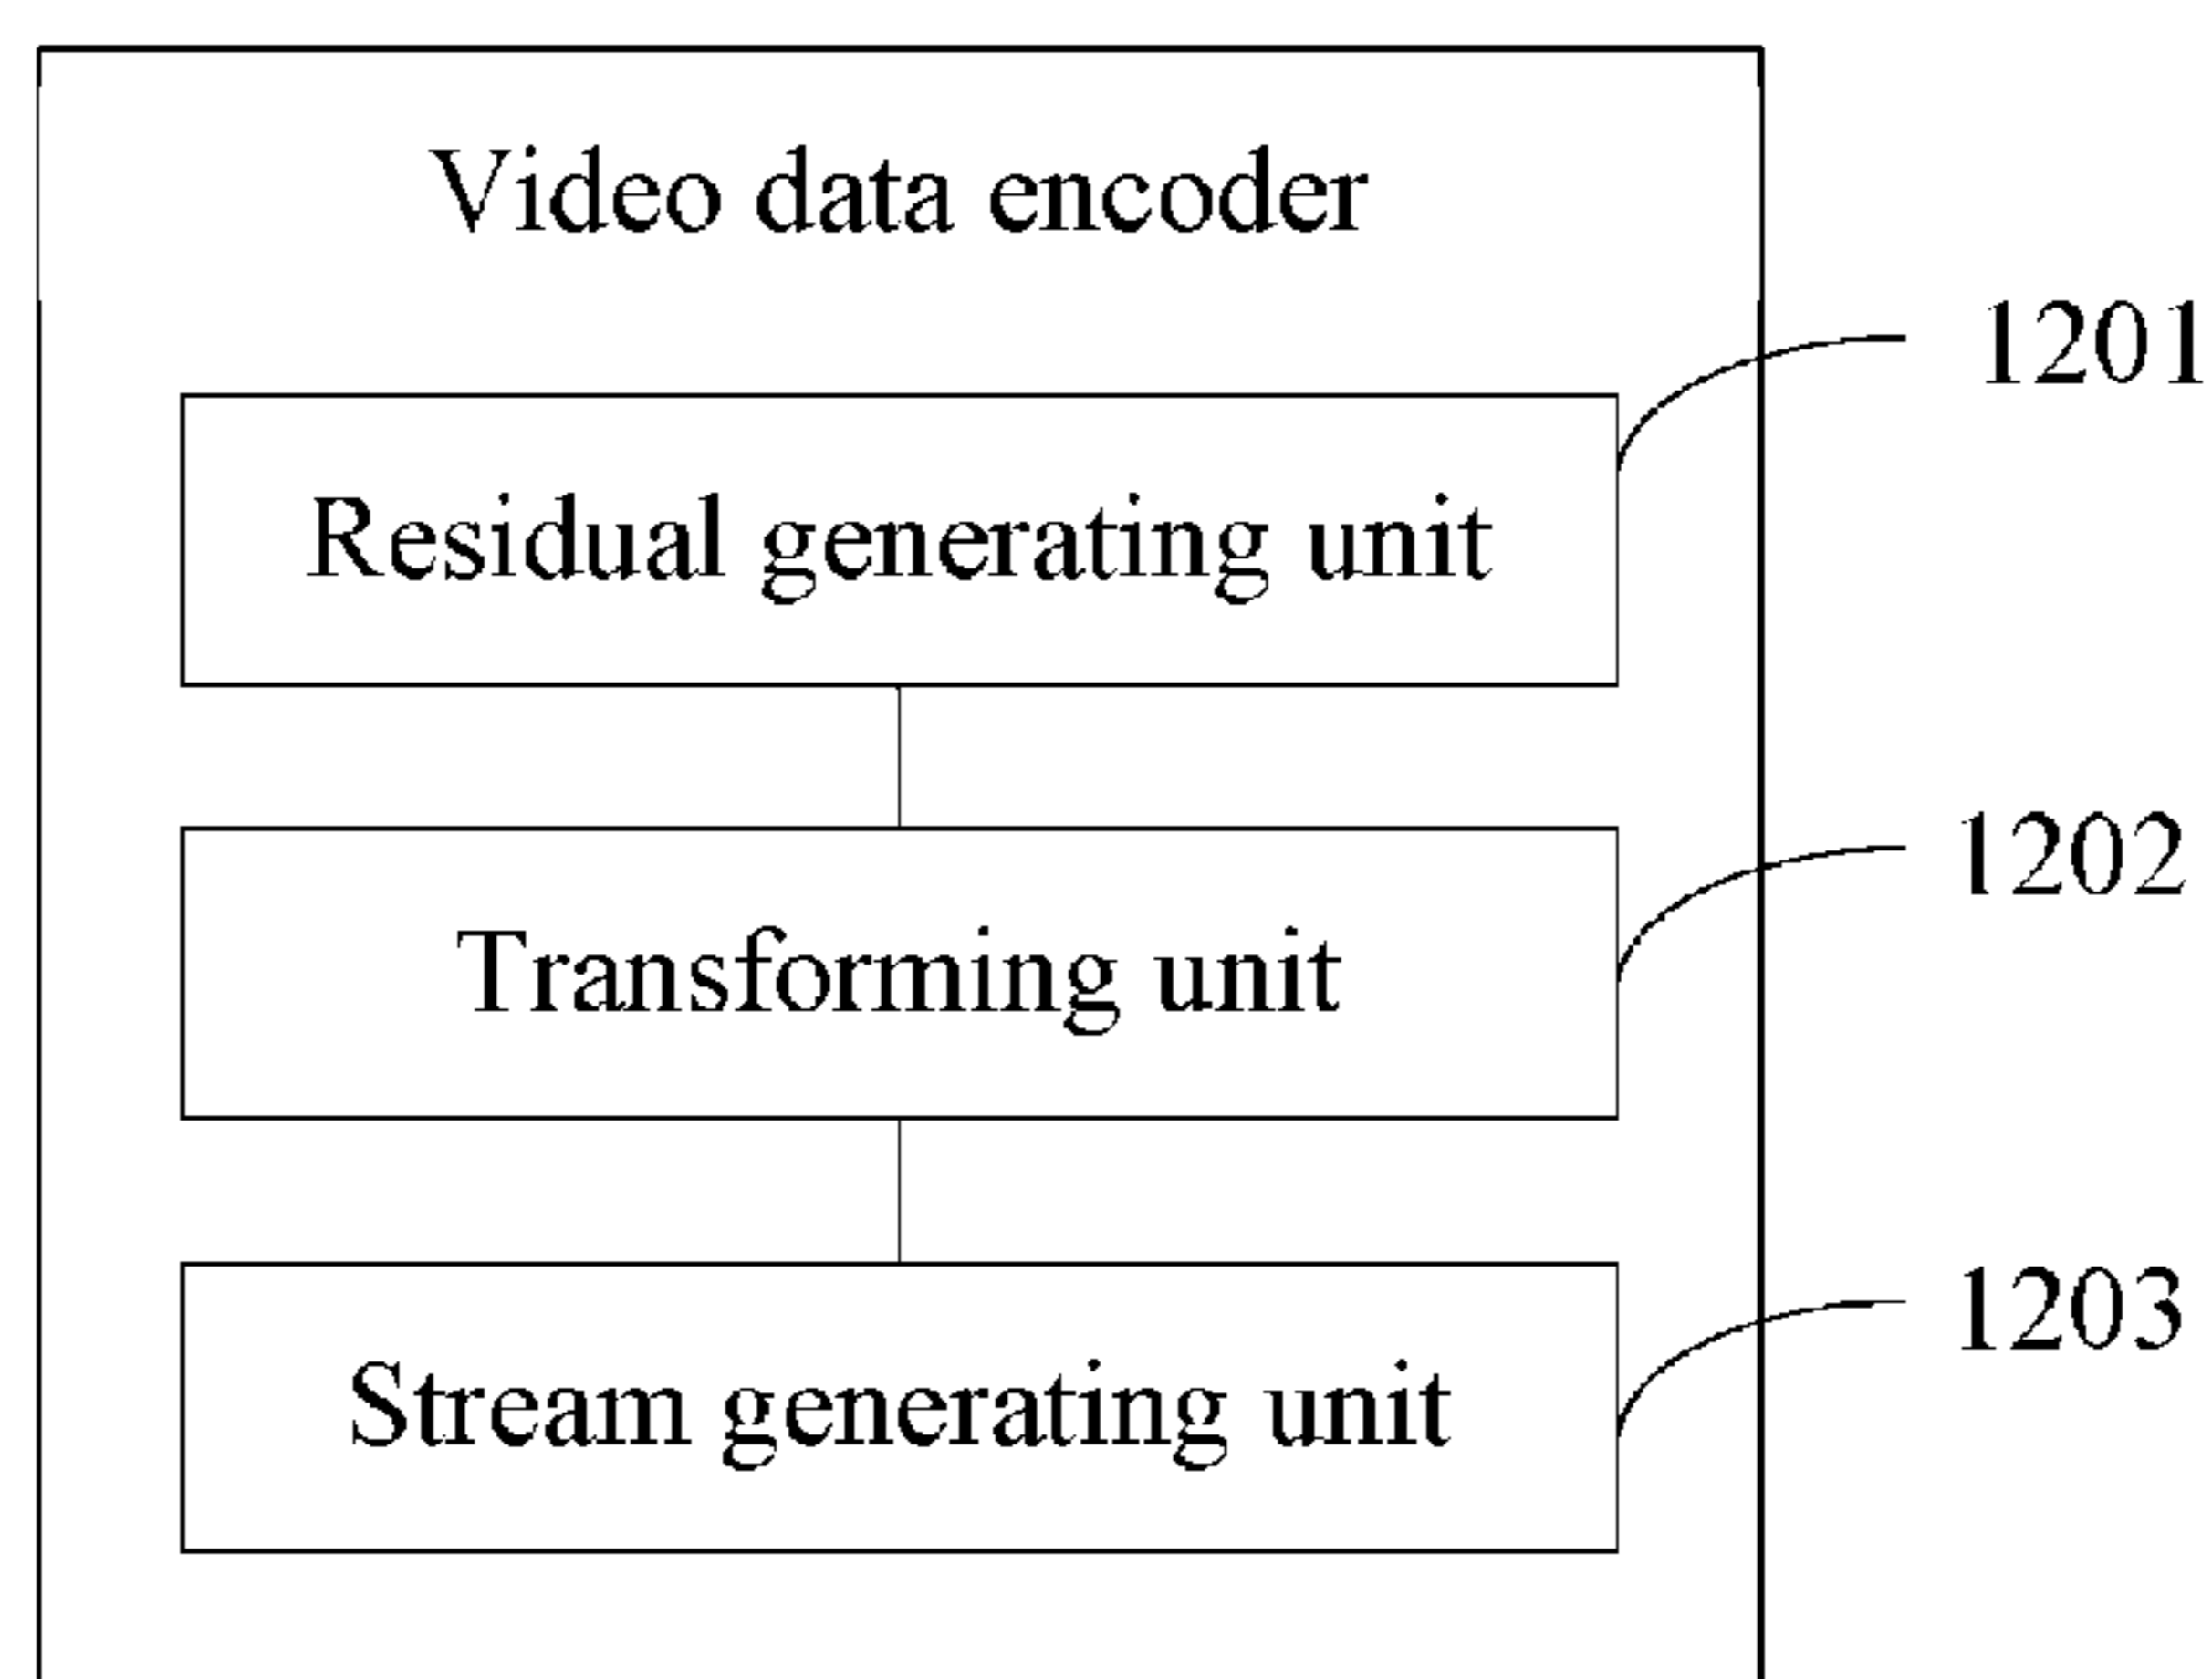 Video data encoder
1201
Residual generating unit
1202
Transforming unit
1203
Stream generating unit